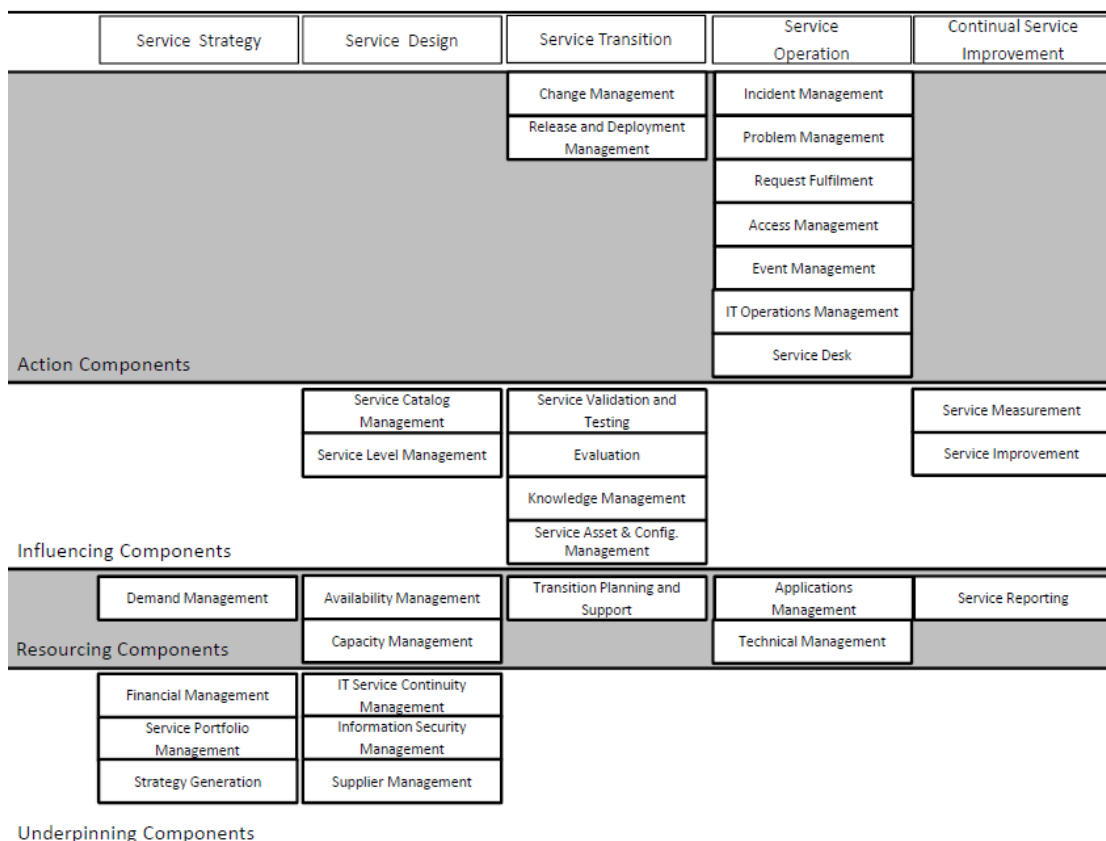 Service Strategy
Service Design
Service Transition
Service
Operation
Continual Service
Improvement
Change Management
Release and Deployment
Management
Incident Management
Problem Management
Request Fulfilment
Access Management
Event Management
IT Operations Management
Service Desk
Action Components
Service Catalog
Management
Service Level Management
Service Validation and
Testing
Evaluation
Knowledge Management
Service Asset & Config.
Management
Service Measurement
Service Improvement
Influencing Components
Demand Management
Availability Management
Capacity Management
Transition Planning and
Support
Applications
Management
Technical Management
Service Reporting
Resourcing Components
Financial Management
Service Portfolio
Management
Strategy Generation
IT Service Continuity
Management
Information Security
Management
Supplier Management
Underpinning Components